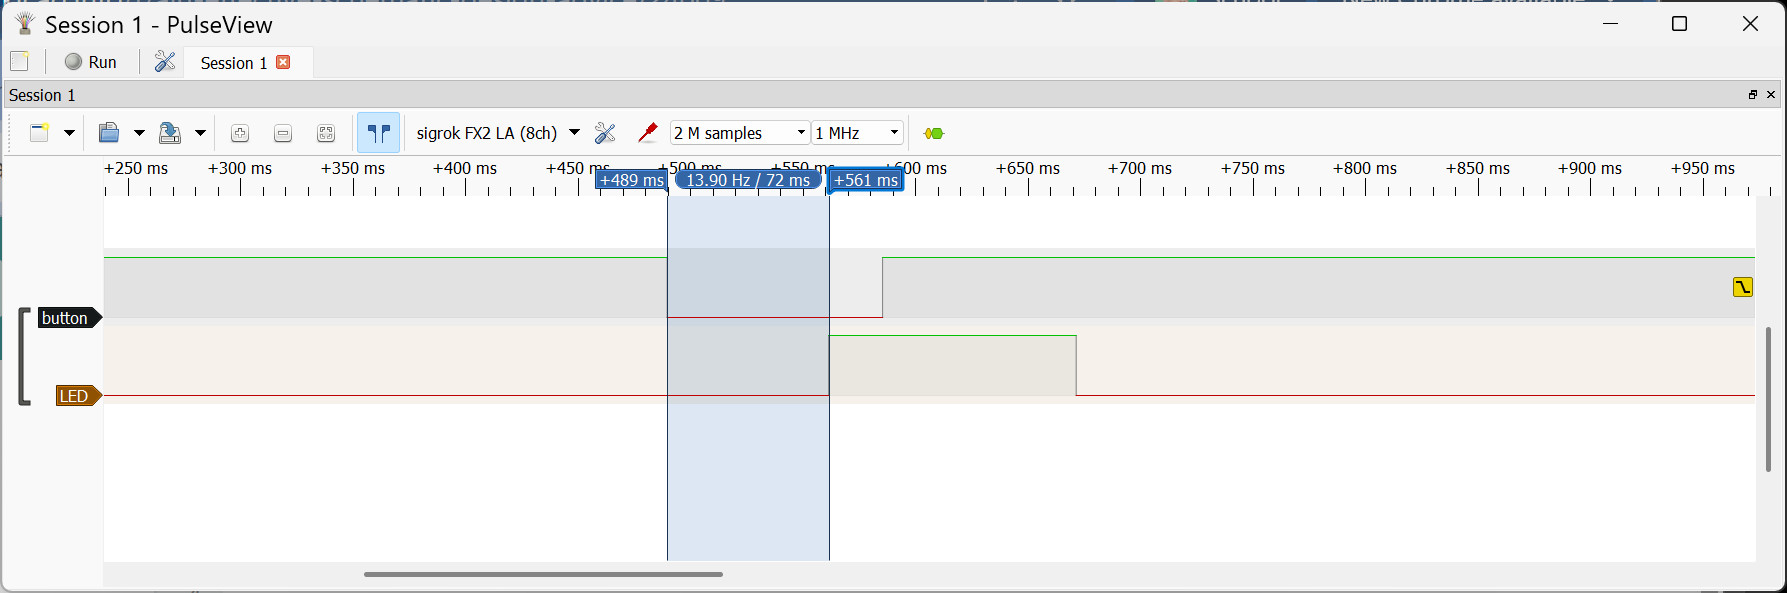 Session 1 - PulseView
Run
Session 1
Session 1
sigrok FX2 LA (8ch)
2 M samples
1 MHz
+250 ms +300 ms +350 ms +400 ms +450 ms +500 ms +550 ms +600 ms +650 ms +700 ms +750 ms +800 ms +850 ms +900 ms +950 ms
+489 ms 13.90 Hz / 72 ms +561 ms
button
LED